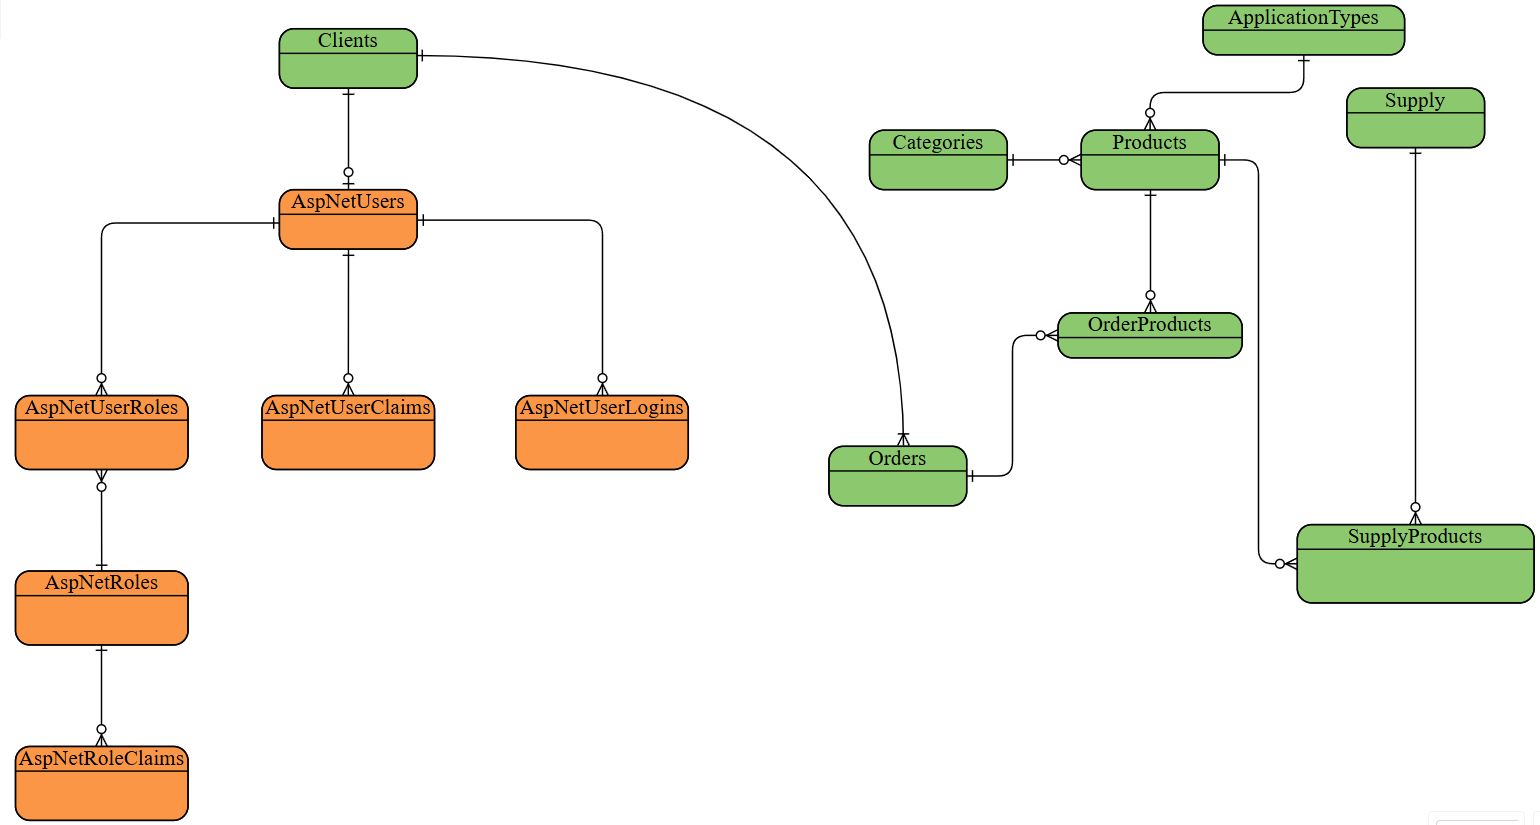 ApplicationTypes
Clients
Supply
Categories
Products
AspNetUsers
OrderProducts
AspNetUserRoles
AspNetUserClaims
AspNetUserLogins
Orders
SupplyProducts
AspNetRoles
AspNetRoleClaims